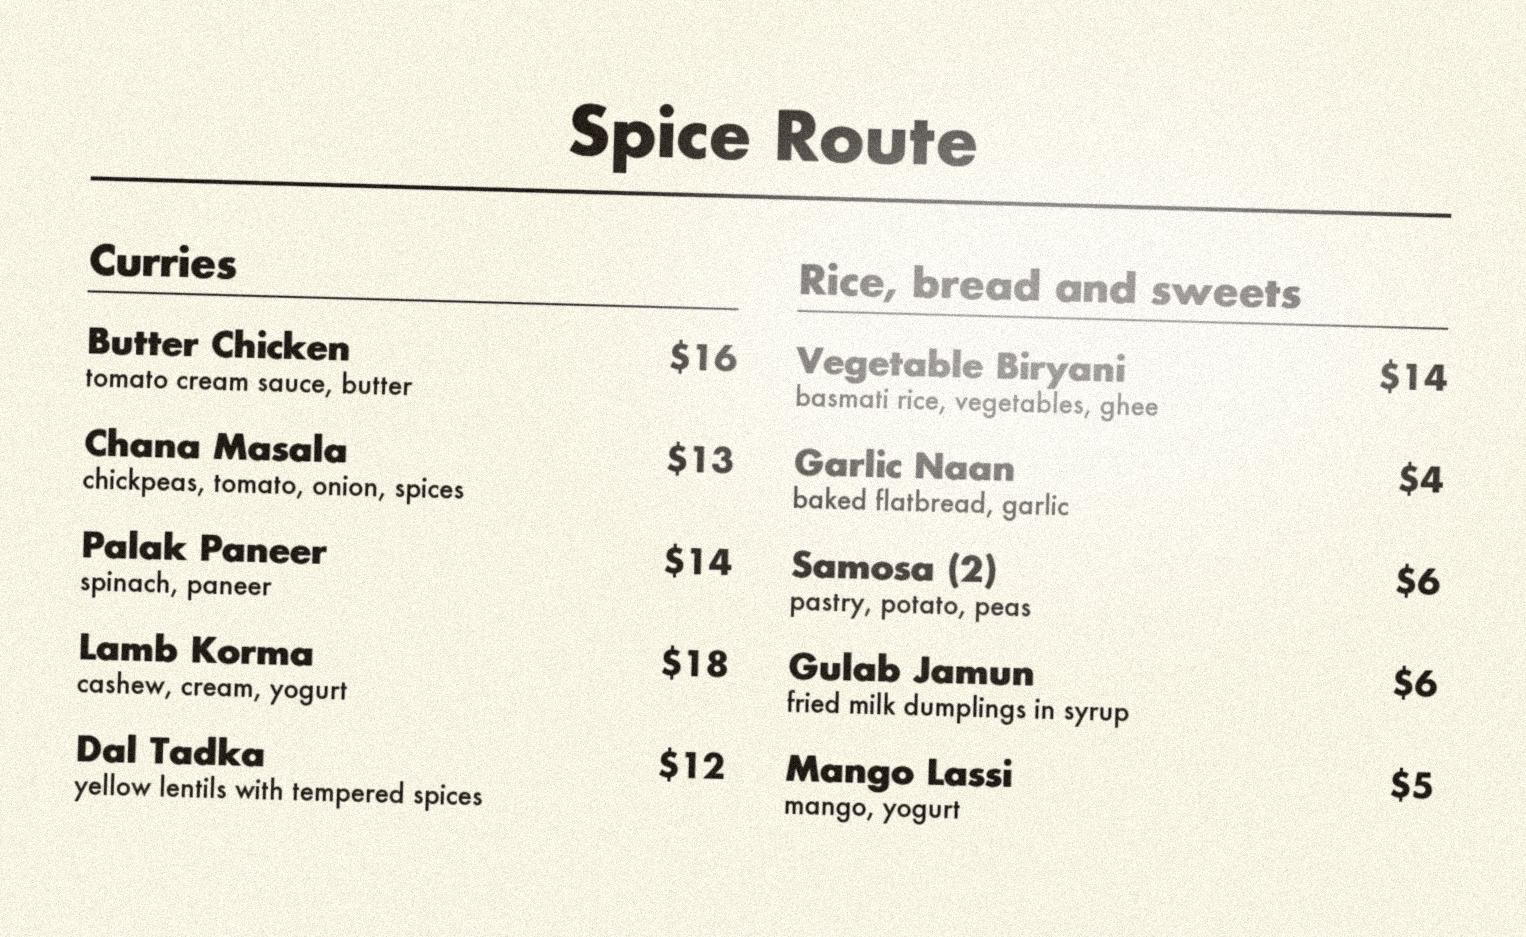 Spice Route
Curries
Butter Chicken $16
tomato cream sauce, butter
Chana Masala $13
chickpeas, tomato, onion, spices
Palak Paneer $14
spinach, paneer
Lamb Korma $18
cashew, cream, yogurt
Dal Tadka $12
yellow lentils with tempered spices
Rice, bread and sweets
Vegetable Biryani $14
basmati rice, vegetables, ghee
Garlic Naan $4
baked flatbread, garlic
Samosa (2) $6
pastry, potato, peas
Gulab Jamun $6
fried milk dumplings in syrup
Mango Lassi $5
mango, yogurt